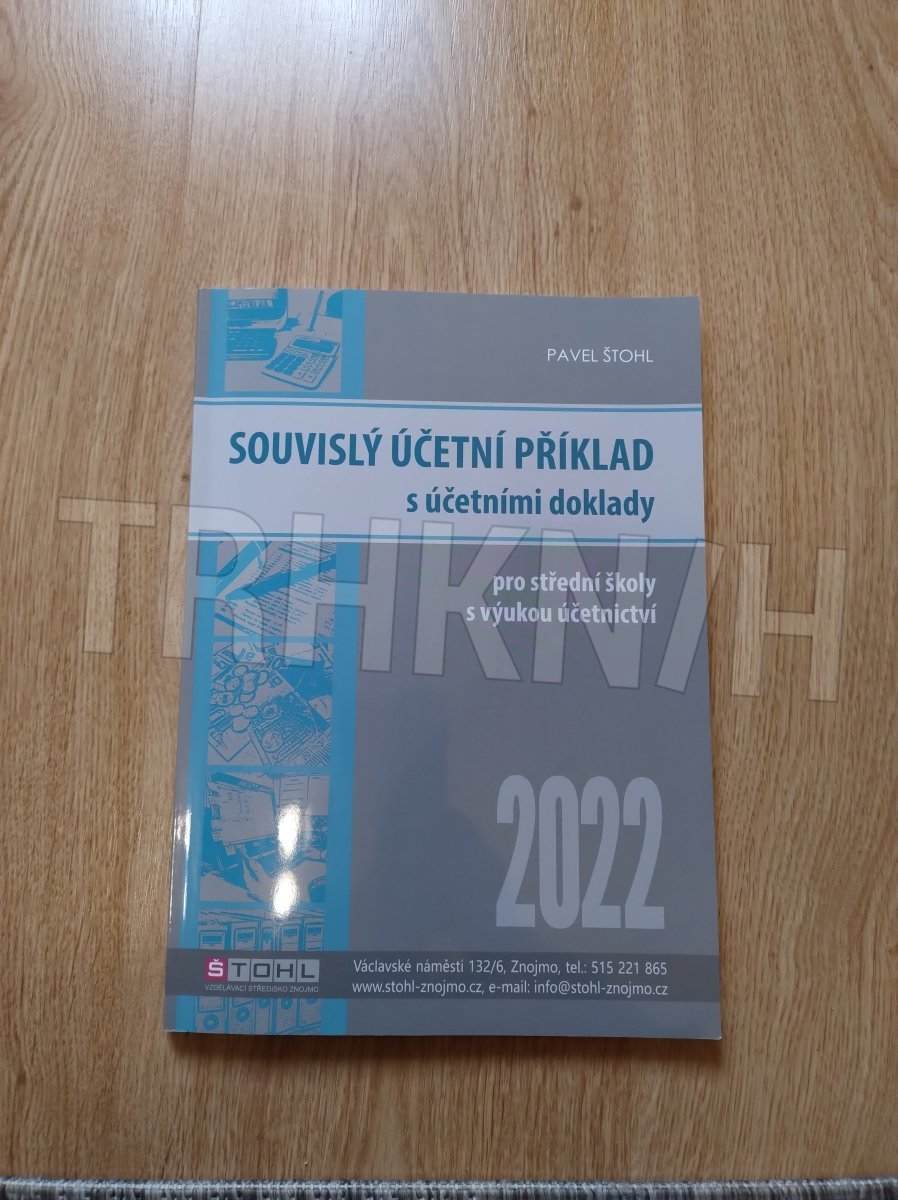 PAVEL ŠTOHL
SOUVISLÝ ÚČETNÍ PŘÍKLAD
s účetními doklady
TRHKNIH
pro střední školy
s výukou účetnictví
2022
ŠTOHL
VZDĚLÁVACÍ STŘEDISKO ZNOJMO
Václavské náměstí 132/6, Znojmo, tel.: 515 221 865
www.stohl-znojmo.cz, e-mail: info@stohl-znojmo.cz